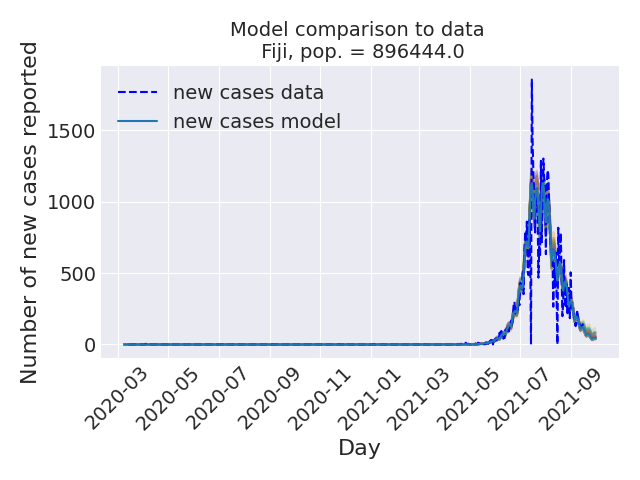 Model comparison to data
Fiji, pop. = 896444.0
new cases data
new cases model
Number of new cases reported
1500
1000
500
0
2020-03
2020-05
2020-07
2020-09
2020-11
2021-01
2021-03
2021-05
2021-07
2021-09
Day